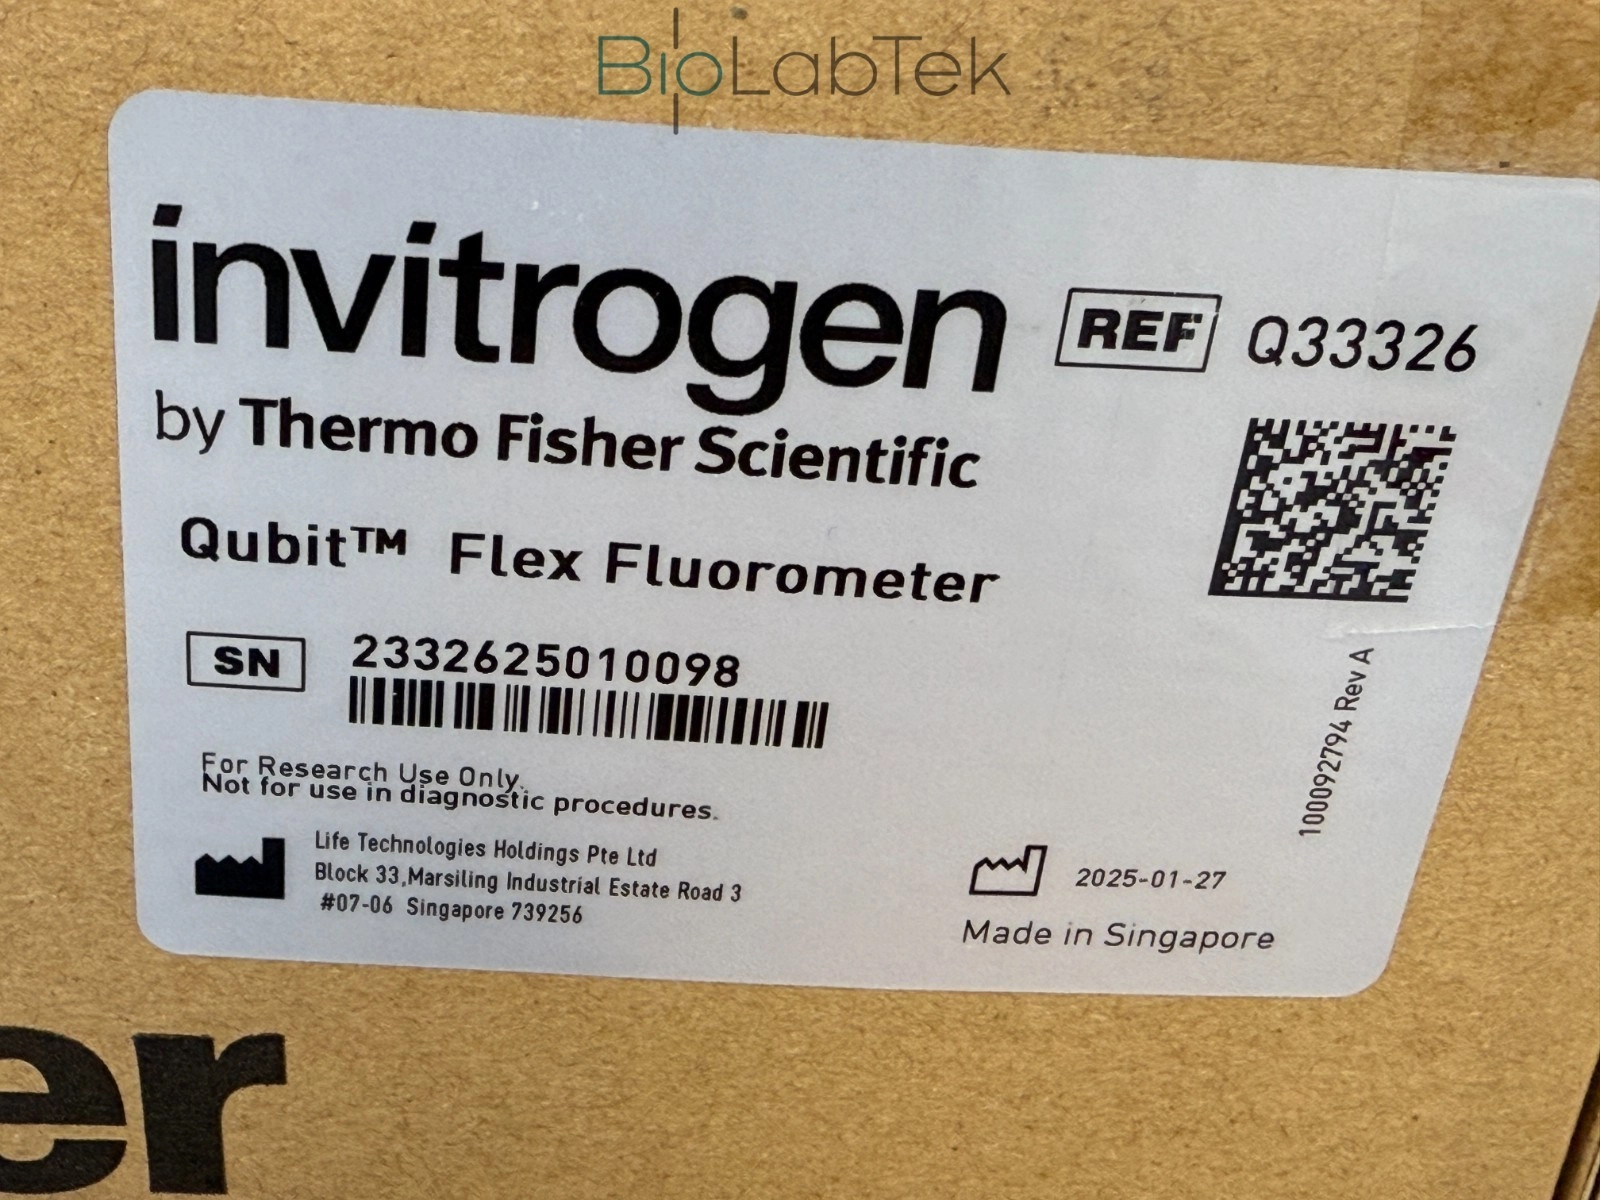 BioLabTek
invitrogen
REF Q33326
by Thermo Fisher Scientific
Qubit™ Flex Fluorometer
SN 2332625010098
For Research Use Only.
Not for use in diagnostic procedures.
Life Technologies Holdings Pte Ltd
Block 33,Marsiling Industrial Estate Road 3
#07-06 Singapore 739256
2025-01-27
Made in Singapore
100092794 Rev A
er